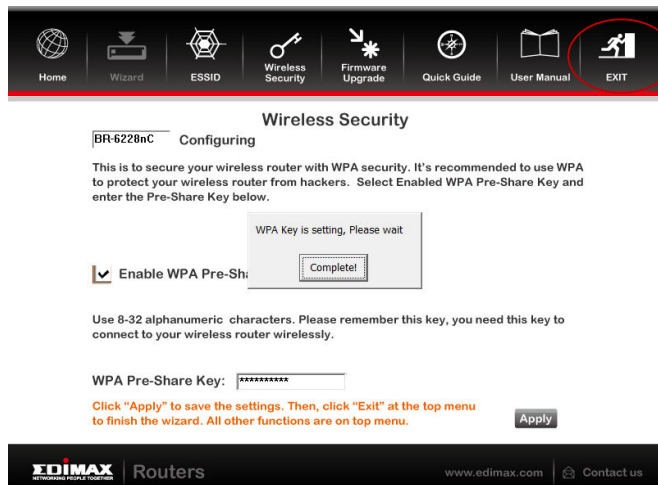 Home
Wizard
ESSID
Wireless
Security
Firmware
Upgrade
Quick Guide
User Manual
EXIT
Wireless Security
BR-6228nC Configuring
This is to secure your wireless router with WPA security. It's recommended to use WPA
to protect your wireless router from hackers. Select Enabled WPA Pre-Share Key and
enter the Pre-Share Key below.
WPA Key is setting, Please wait
Complete!
Enable WPA Pre-Sha
Use 8-32 alphanumeric characters. Please remember this key, you need this key to
connect to your wireless router wirelessly.
WPA Pre-Share Key: **********
Click “Apply” to save the settings. Then, click “Exit” at the top menu
to finish the wizard. All other functions are on top menu.
Apply
EDIMAX
NETWORKING PEOPLE TOGETHER
Routers
www.edimax.com
Contact us